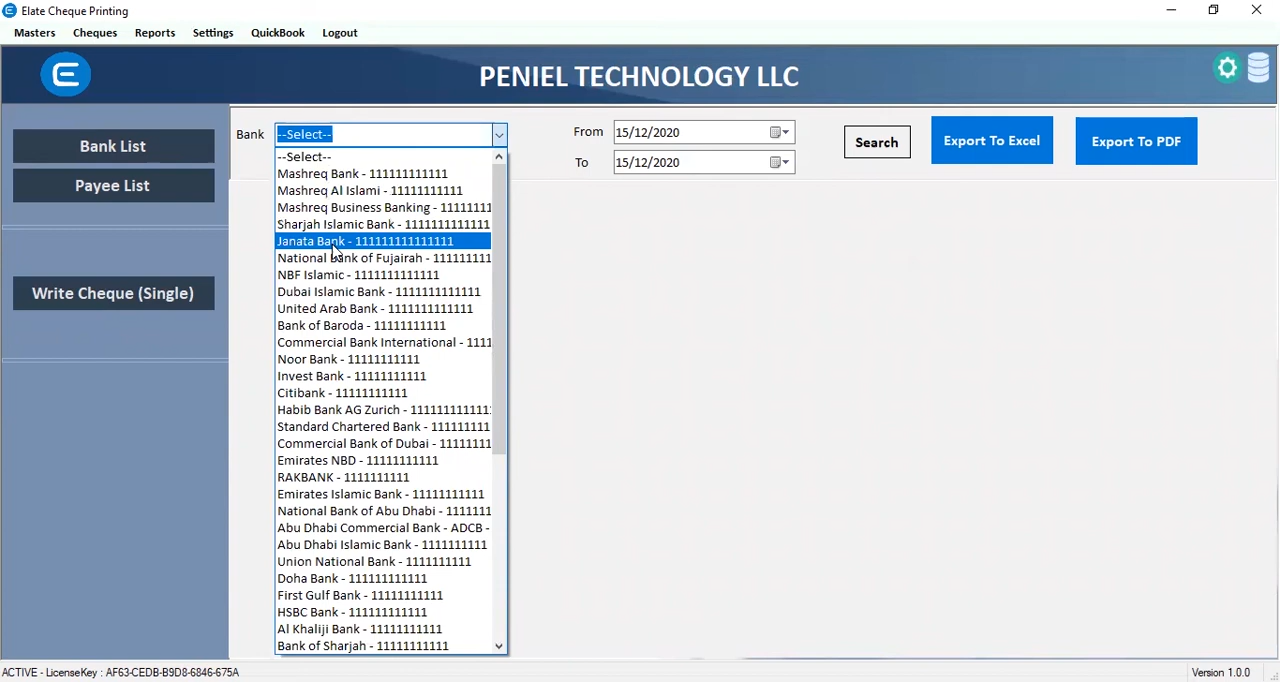 Elate Cheque Printing
Masters Cheques Reports Settings QuickBook Logout
PENIEL TECHNOLOGY LLC
Bank List
Payee List
Write Cheque (Single)
Bank --Select--
From 15/12/2020
To 15/12/2020
Search
Export To Excel
Export To PDF
--Select--
Mashreq Bank - 111111111111
Mashreq Al Islami - 11111111111
Mashreq Business Banking - 11111111
Sharjah Islamic Bank - 1111111111111
Janata Bank - 111111111111111
National Bank of Fujairah - 111111111
NBF Islamic - 1111111111111
Dubai Islamic Bank - 111111111111
United Arab Bank - 111111111111
Bank of Baroda - 11111111111
Commercial Bank International - 1111
Noor Bank - 11111111111
Invest Bank - 11111111111
Citibank - 11111111111
Habib Bank AG Zurich - 111111111111
Standard Chartered Bank - 111111111
Commercial Bank of Dubai - 11111111
Emirates NBD - 11111111111
RAKBANK - 1111111111
Emirates Islamic Bank - 11111111111
National Bank of Abu Dhabi - 1111111
Abu Dhabi Commercial Bank - ADCB -
Abu Dhabi Islamic Bank - 1111111111
Union National Bank - 1111111111
Doha Bank - 111111111111
First Gulf Bank - 11111111111
HSBC Bank - 111111111111
Al Khaliji Bank - 11111111111
Bank of Sharjah - 11111111111
ACTIVE - LicenseKey : AF63-CEDB-B9D8-6846-675A
Version 1.0.0